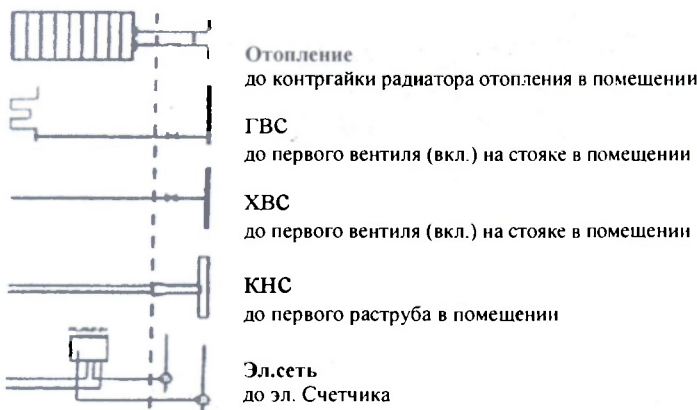 Отопление
до контргайки радиатора отопления в помещении
ГВС
до первого вентиля (вкл.) на стояке в помещении
ХВС
до первого вентиля (вкл.) на стояке в помещении
КНС
до первого раструба в помещении
Эл.сеть
до эл. Счетчика